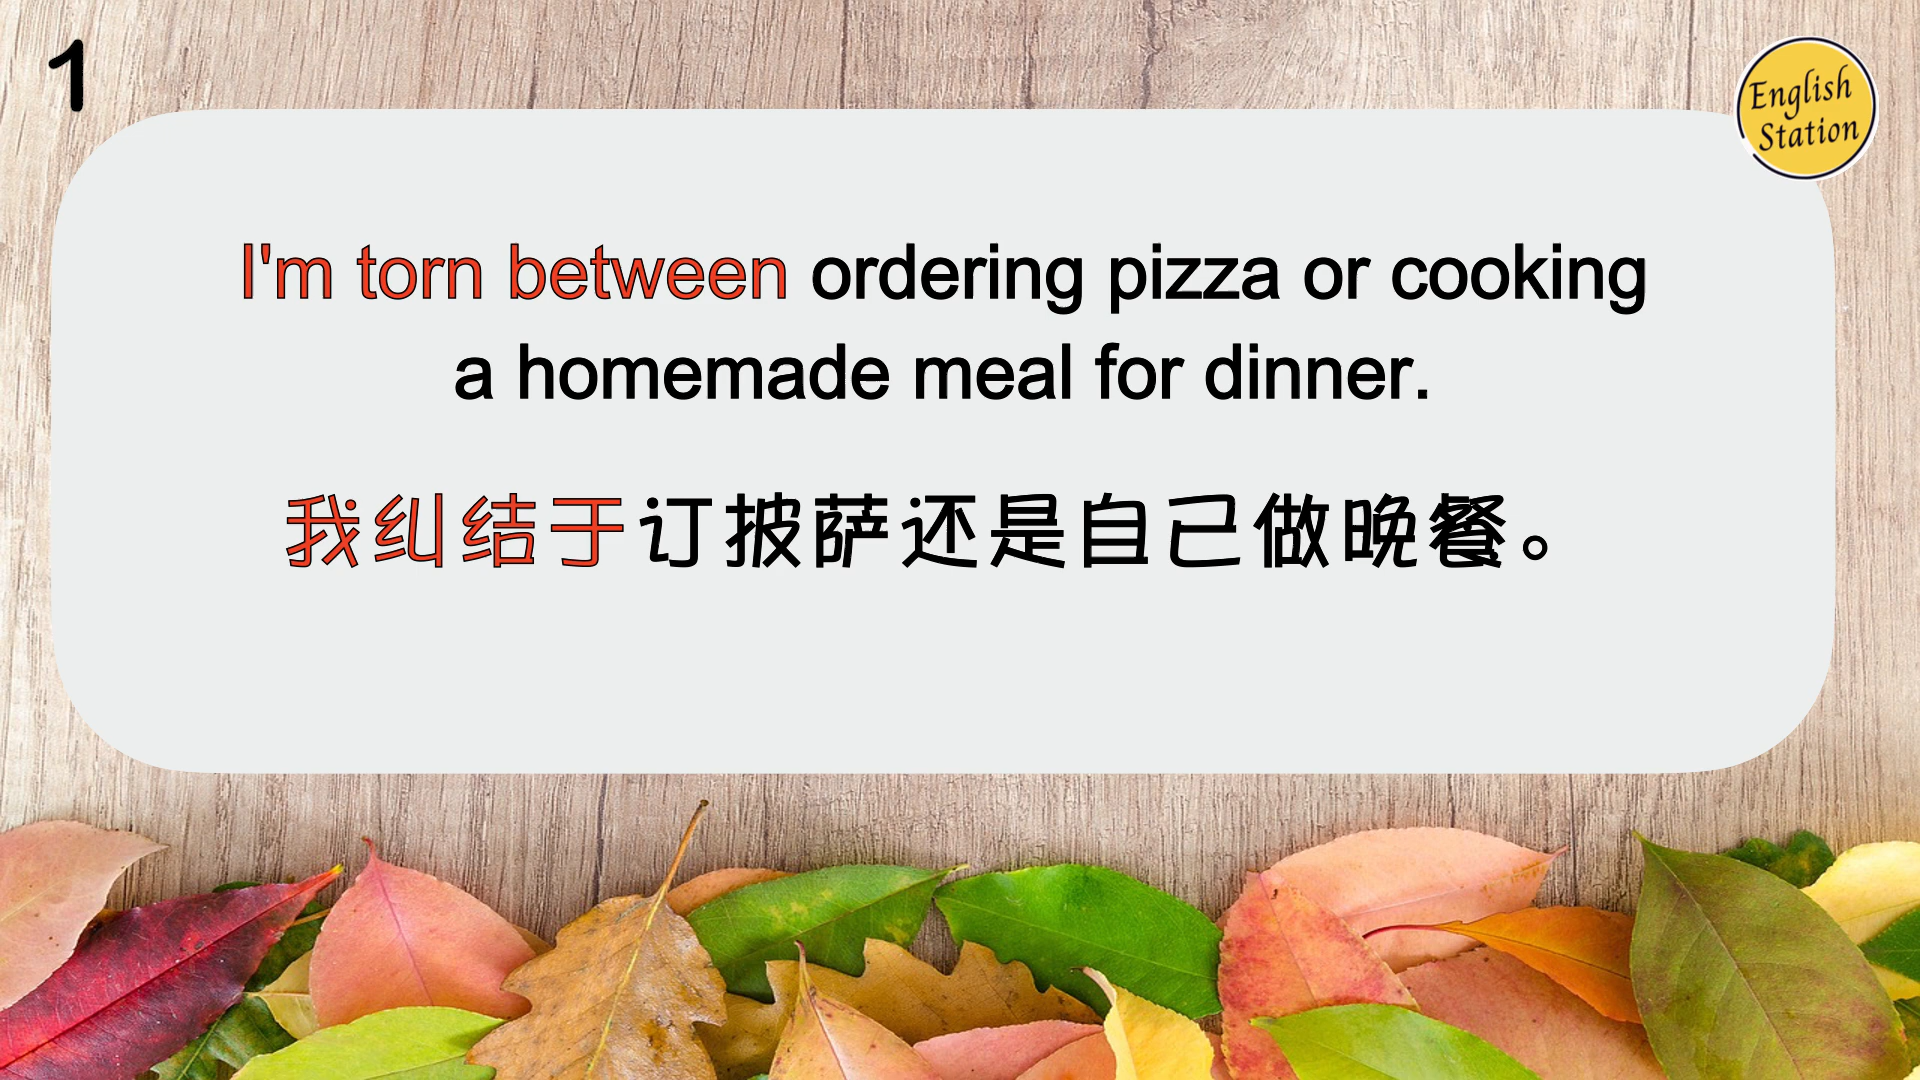 1
English
Station
I'm torn between ordering pizza or cooking
a homemade meal for dinner.
我纠结于订披萨还是自己做晚餐。